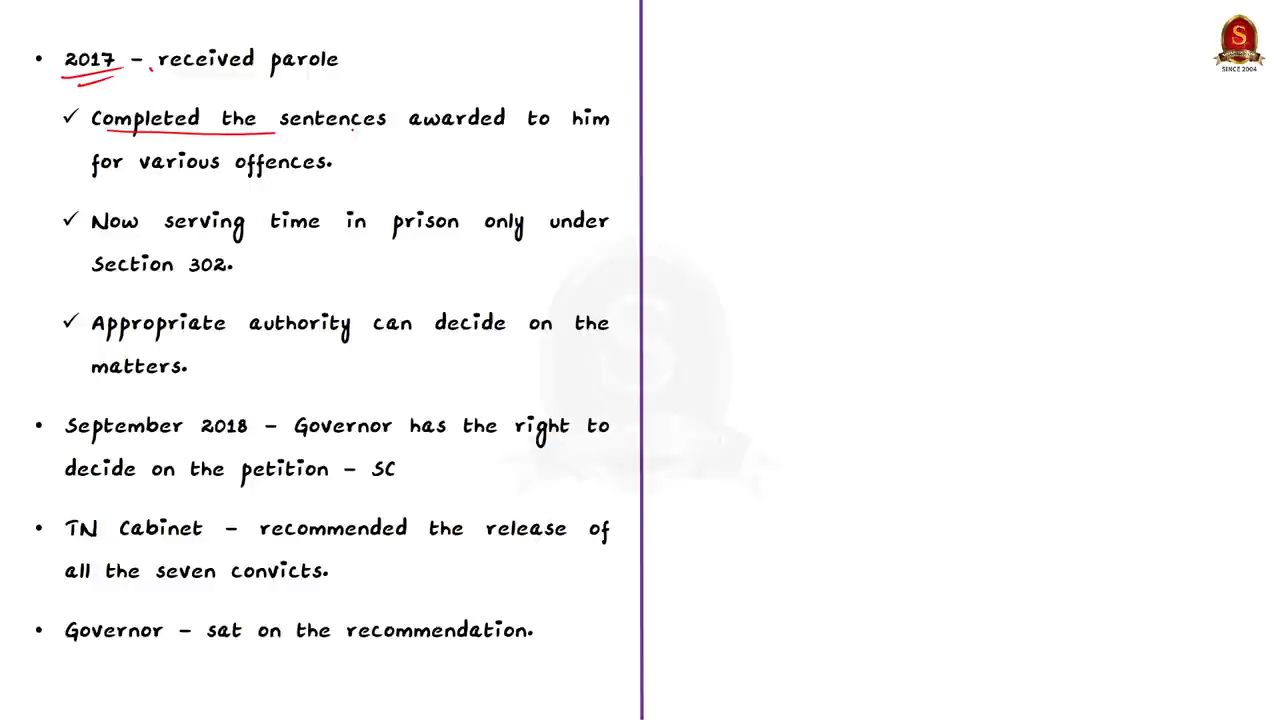 • 2017 – received parole
✓ Completed the sentences awarded to him
for various offences.
✓ Now serving time in prison only under
Section 302.
✓ Appropriate authority can decide on the
matters.
• September 2018 – Governor has the right to
decide on the petition – SC
• TN Cabinet – recommended the release of
all the seven convicts.
• Governor – sat on the recommendation.
S
SINCE 2004